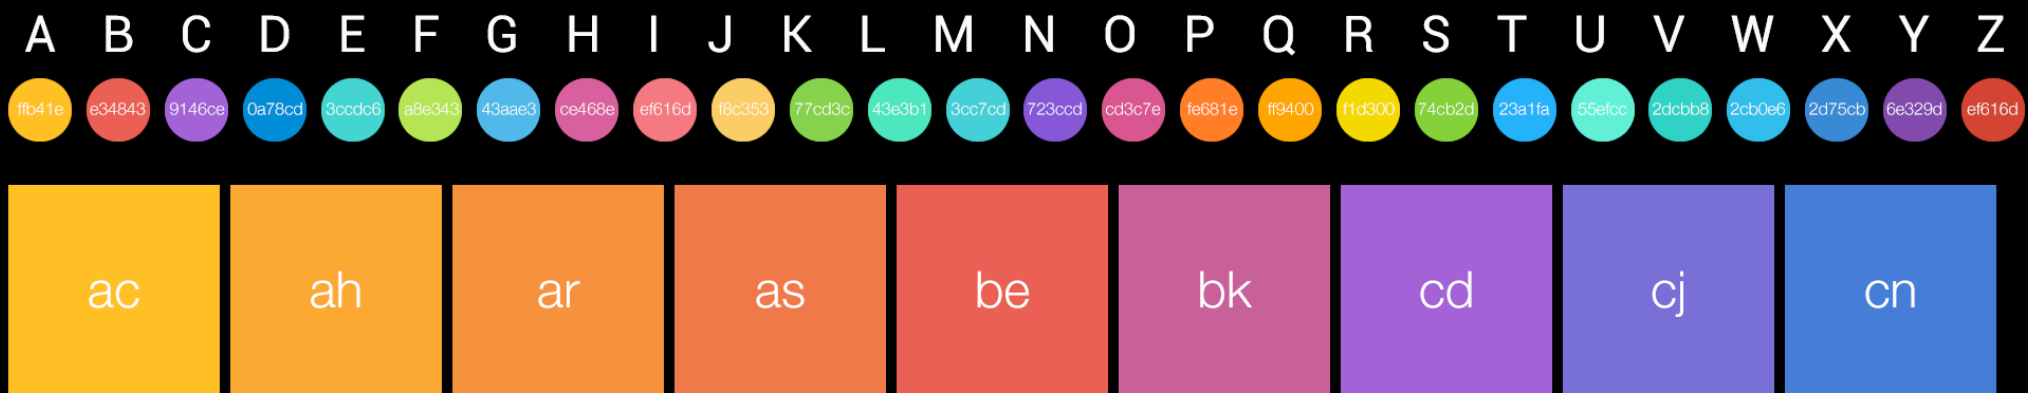 A B C D E F G H I J K L M N O P Q R S T U V W X Y Z
ffb41e e34843 9146ce 0a78cd 3ccdc6 a8e343 43aae3 ce468e ef616d f8c353 77cd3c 43e3b1 3cc7cd 723ccd cd3c7e fe681e ff9400 f1d300 74cb2d 23a1fa 55efcc 2dcbb8 2cb0e6 2d75cb 6e329d ef616d
ac ah ar as be bk cd cj cn